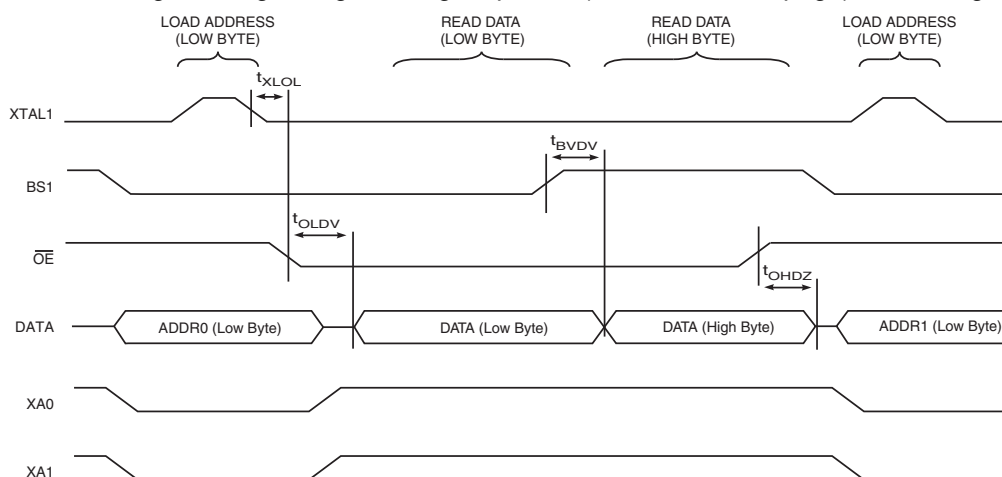 LOAD ADDRESS (LOW BYTE)
READ DATA (LOW BYTE)
READ DATA (HIGH BYTE)
LOAD ADDRESS (LOW BYTE)
tXLOL
XTAL1
tBVDV
BS1
tOLDV
OE
tOHDZ
DATA
ADDR0 (Low Byte)
DATA (Low Byte)
DATA (High Byte)
ADDR1 (Low Byte)
XA0
XA1